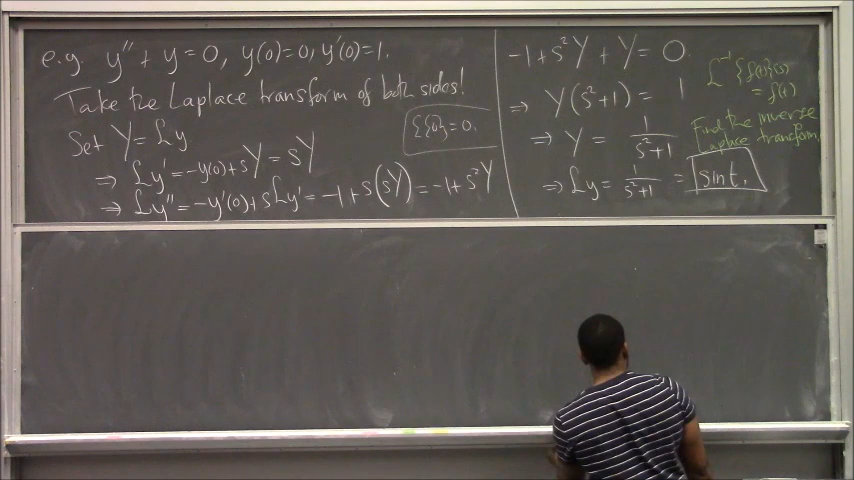 e.g. y'' + y = 0, y(0)=0, y'(0)=1.
Take the Laplace transform of both sides!
Set Y = ℒy
ℒ{0}=0.
⇒ ℒy' = -y(0)+sY = sY
⇒ ℒy'' = -y'(0)+sℒy' = -1+s(sY) = -1+s²Y
-1+s²Y+Y = 0
⇒ Y(s²+1) = 1
⇒ Y = 1/(s²+1)
⇒ ℒy = 1/(s²+1) = sin t.
= f(t)
Find the inverse
Laplace transform.